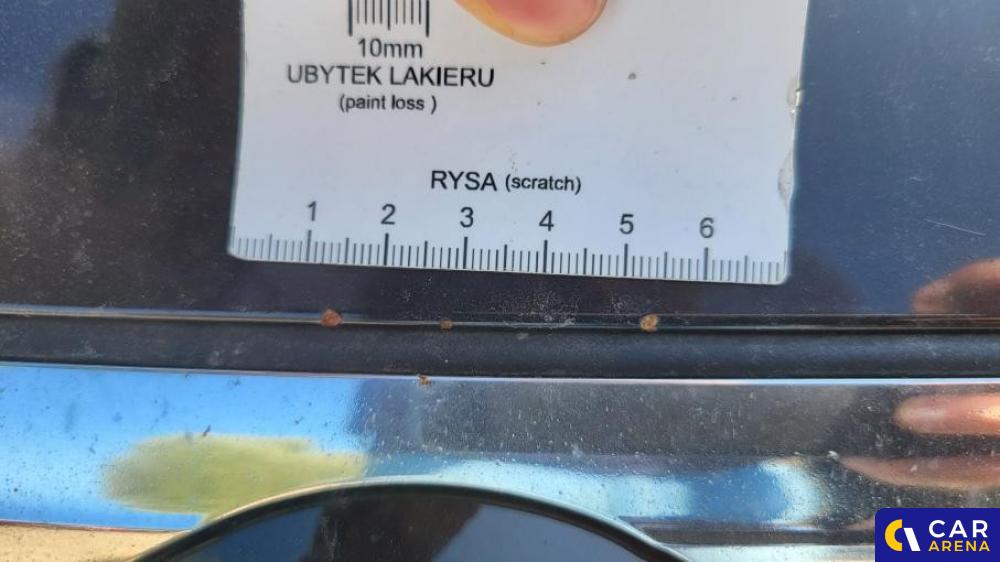 10mm
UBYTEK LAKIERU
(paint loss )
RYSA (scratch)
1 2 3 4 5 6
CAR
ARENA